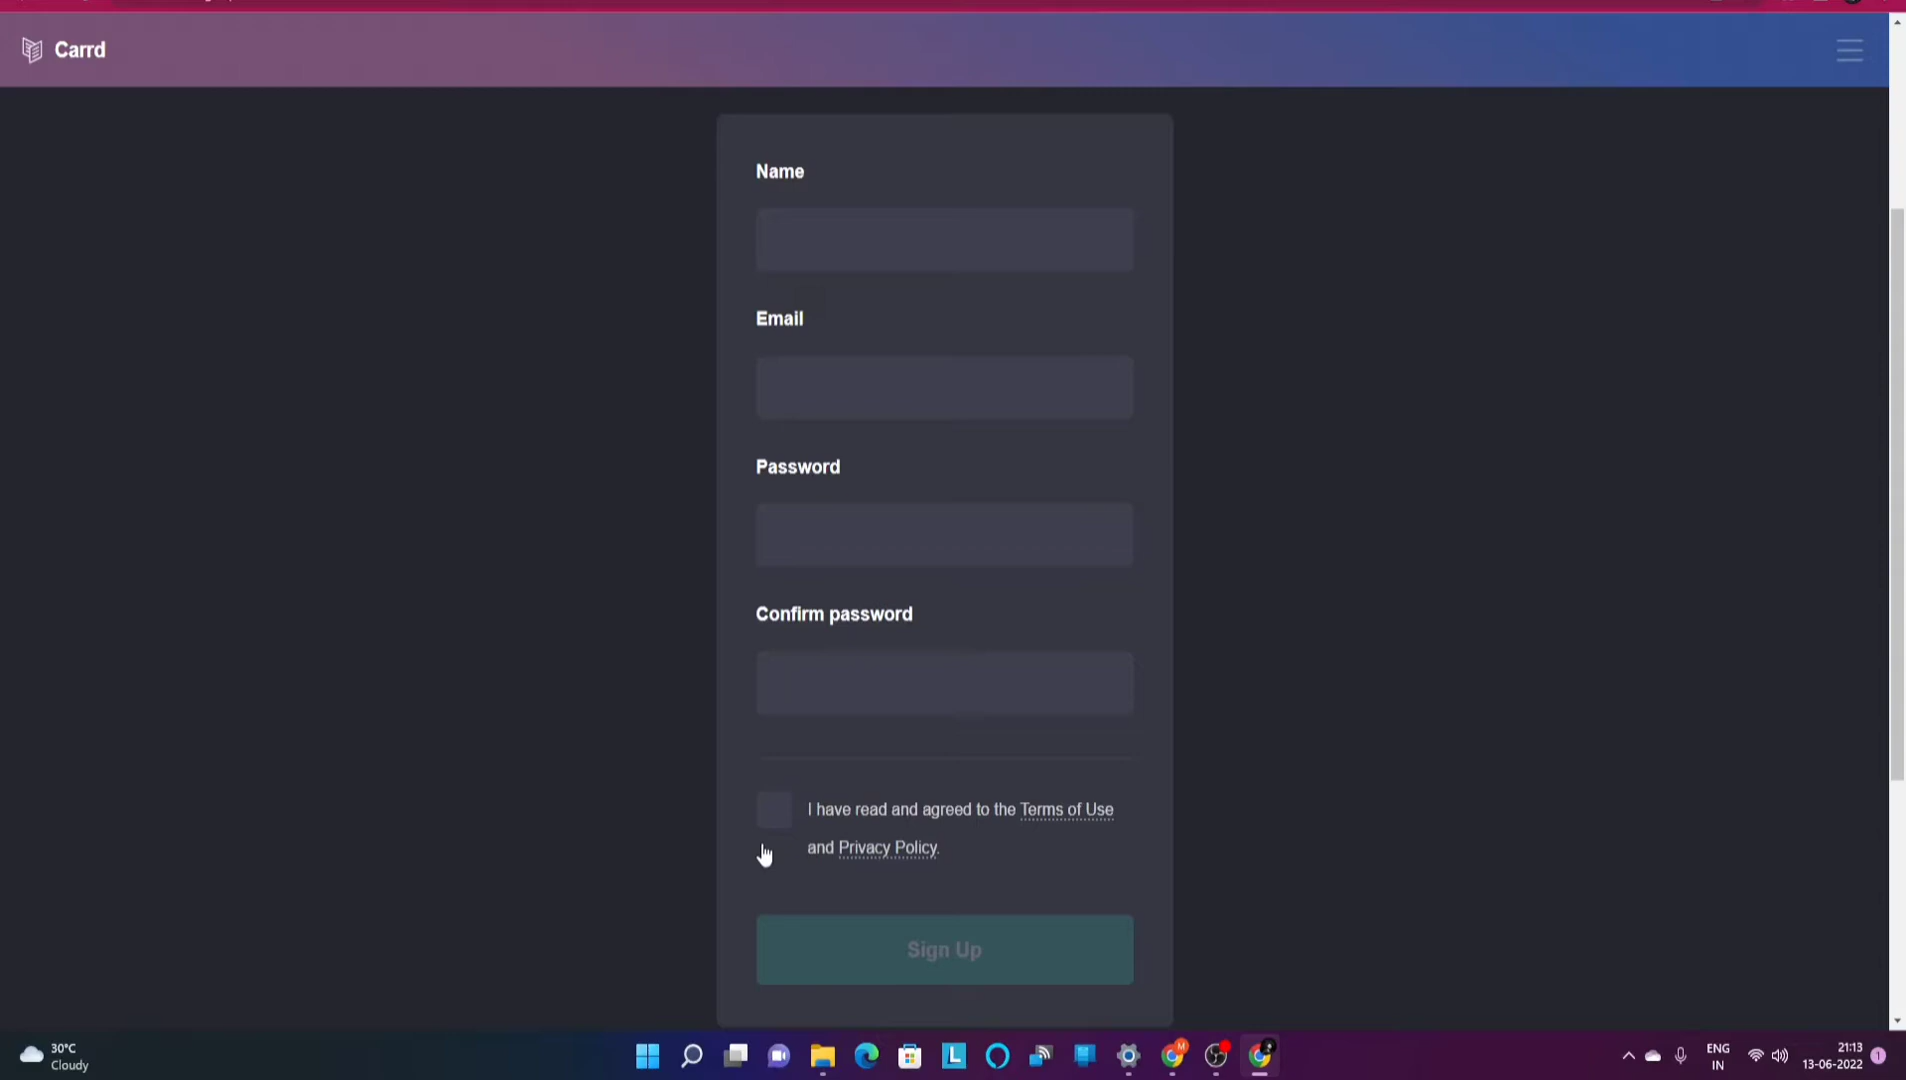 Carrd
Name
Email
Password
Confirm password
I have read and agreed to the Terms of Use
and Privacy Policy.
Sign Up
30°C
Cloudy
L
M
ENG
IN
21:13
13-06-2022
1